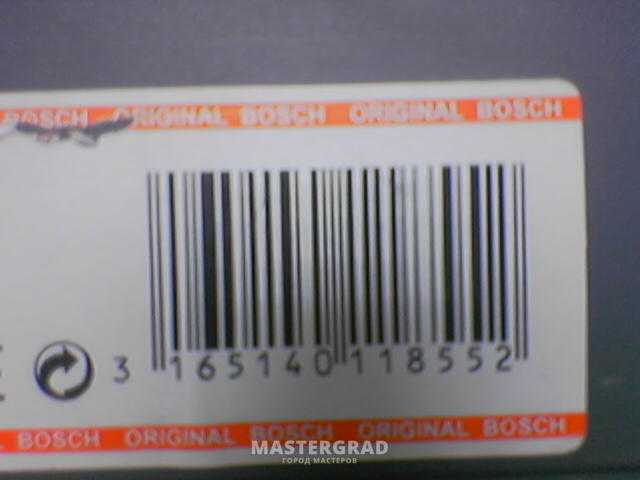 BOSCH ORIGINAL BOSCH ORIGINAL BOSCH
3 165140 118552
BOSCH ORIGINAL BOSCH ORIGINAL BOSCH
MASTERGRAD
ГОРОД МАСТЕРОВ